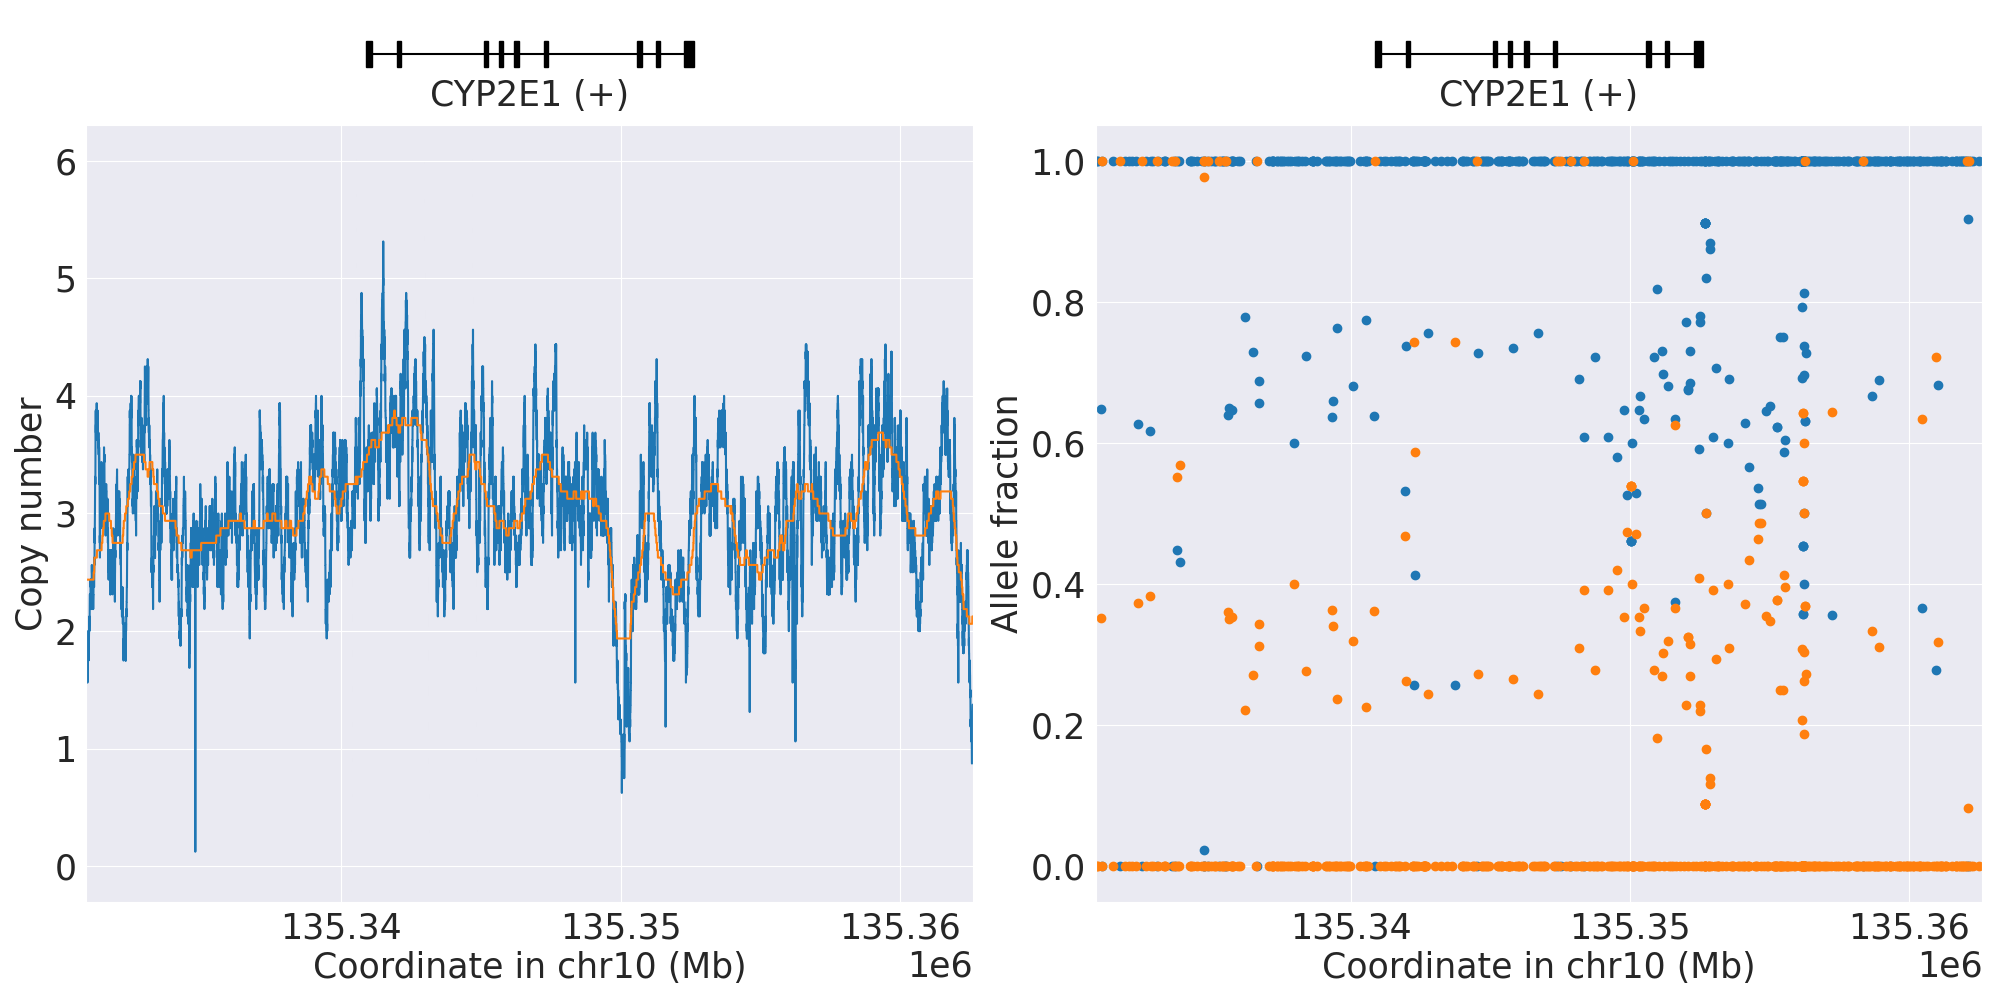 CYP2E1 (+)
6
5
4
3
2
1
0
Copy number
135.34 135.35 135.36
Coordinate in chr10 (Mb)
1e6
CYP2E1 (+)
1.0
0.8
0.6
0.4
0.2
0.0
Allele fraction
135.34 135.35 135.36
Coordinate in chr10 (Mb)
1e6